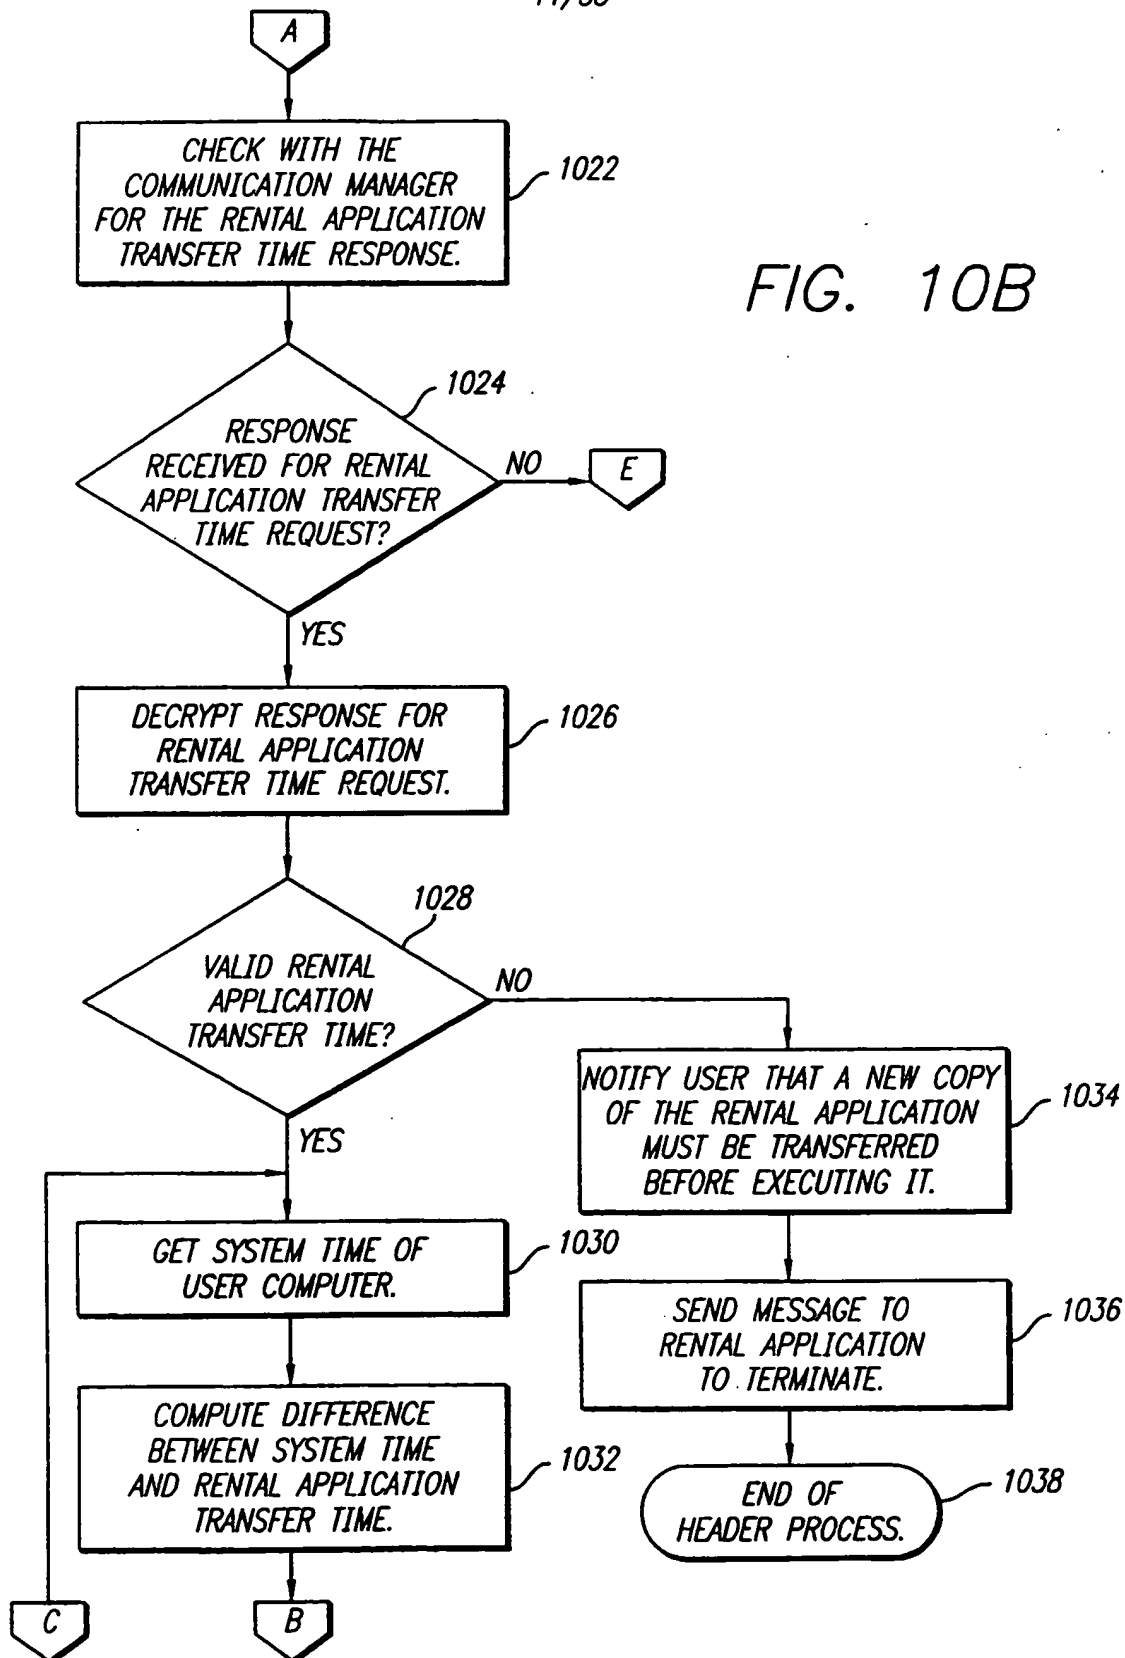 A
CHECK WITH THE
COMMUNICATION MANAGER
FOR THE RENTAL APPLICATION
TRANSFER TIME RESPONSE.
1022
FIG. 10B
1024
RESPONSE
RECEIVED FOR RENTAL
APPLICATION TRANSFER
TIME REQUEST?
NO
E
YES
DECRYPT RESPONSE FOR
RENTAL APPLICATION
TRANSFER TIME REQUEST.
1026
1028
VALID RENTAL
APPLICATION
TRANSFER TIME?
NO
YES
NOTIFY USER THAT A NEW COPY
OF THE RENTAL APPLICATION
MUST BE TRANSFERRED
BEFORE EXECUTING IT.
1034
GET SYSTEM TIME OF
USER COMPUTER.
1030
SEND MESSAGE TO
RENTAL APPLICATION
TO TERMINATE.
1036
COMPUTE DIFFERENCE
BETWEEN SYSTEM TIME
AND RENTAL APPLICATION
TRANSFER TIME.
1032
END OF
HEADER PROCESS.
1038
C
B